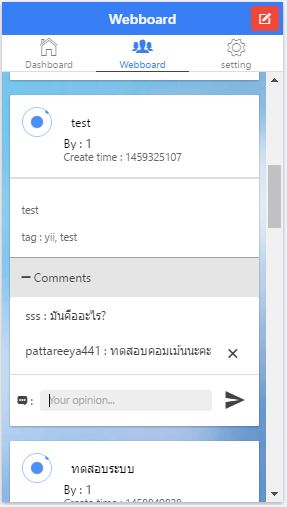 Webboard
Dashboard Webboard setting
test
By : 1
Create time : 1459325107
test
tag : yii, test
Comments
sss : มันคืออะไร?
pattareeya441 : ทดสอบคอมเม้นนะคะ
Your opinion...
ทดสอบระบบ
By : 1
Create time :